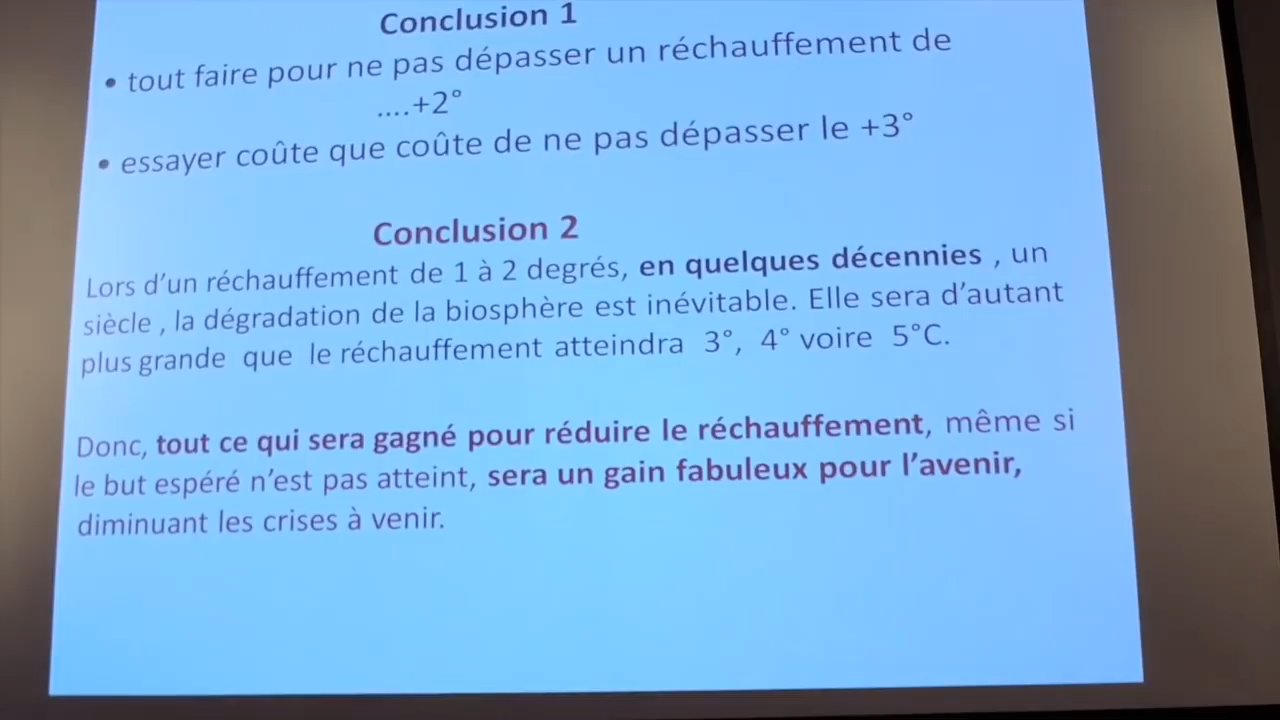 Conclusion 1
• tout faire pour ne pas dépasser un réchauffement de
....+2°
• essayer coûte que coûte de ne pas dépasser le +3°
Conclusion 2
Lors d'un réchauffement de 1 à 2 degrés, en quelques décennies , un
siècle , la dégradation de la biosphère est inévitable. Elle sera d'autant
plus grande que le réchauffement atteindra 3°, 4° voire 5°C.
Donc, tout ce qui sera gagné pour réduire le réchauffement, même si
le but espéré n'est pas atteint, sera un gain fabuleux pour l'avenir,
diminuant les crises à venir.